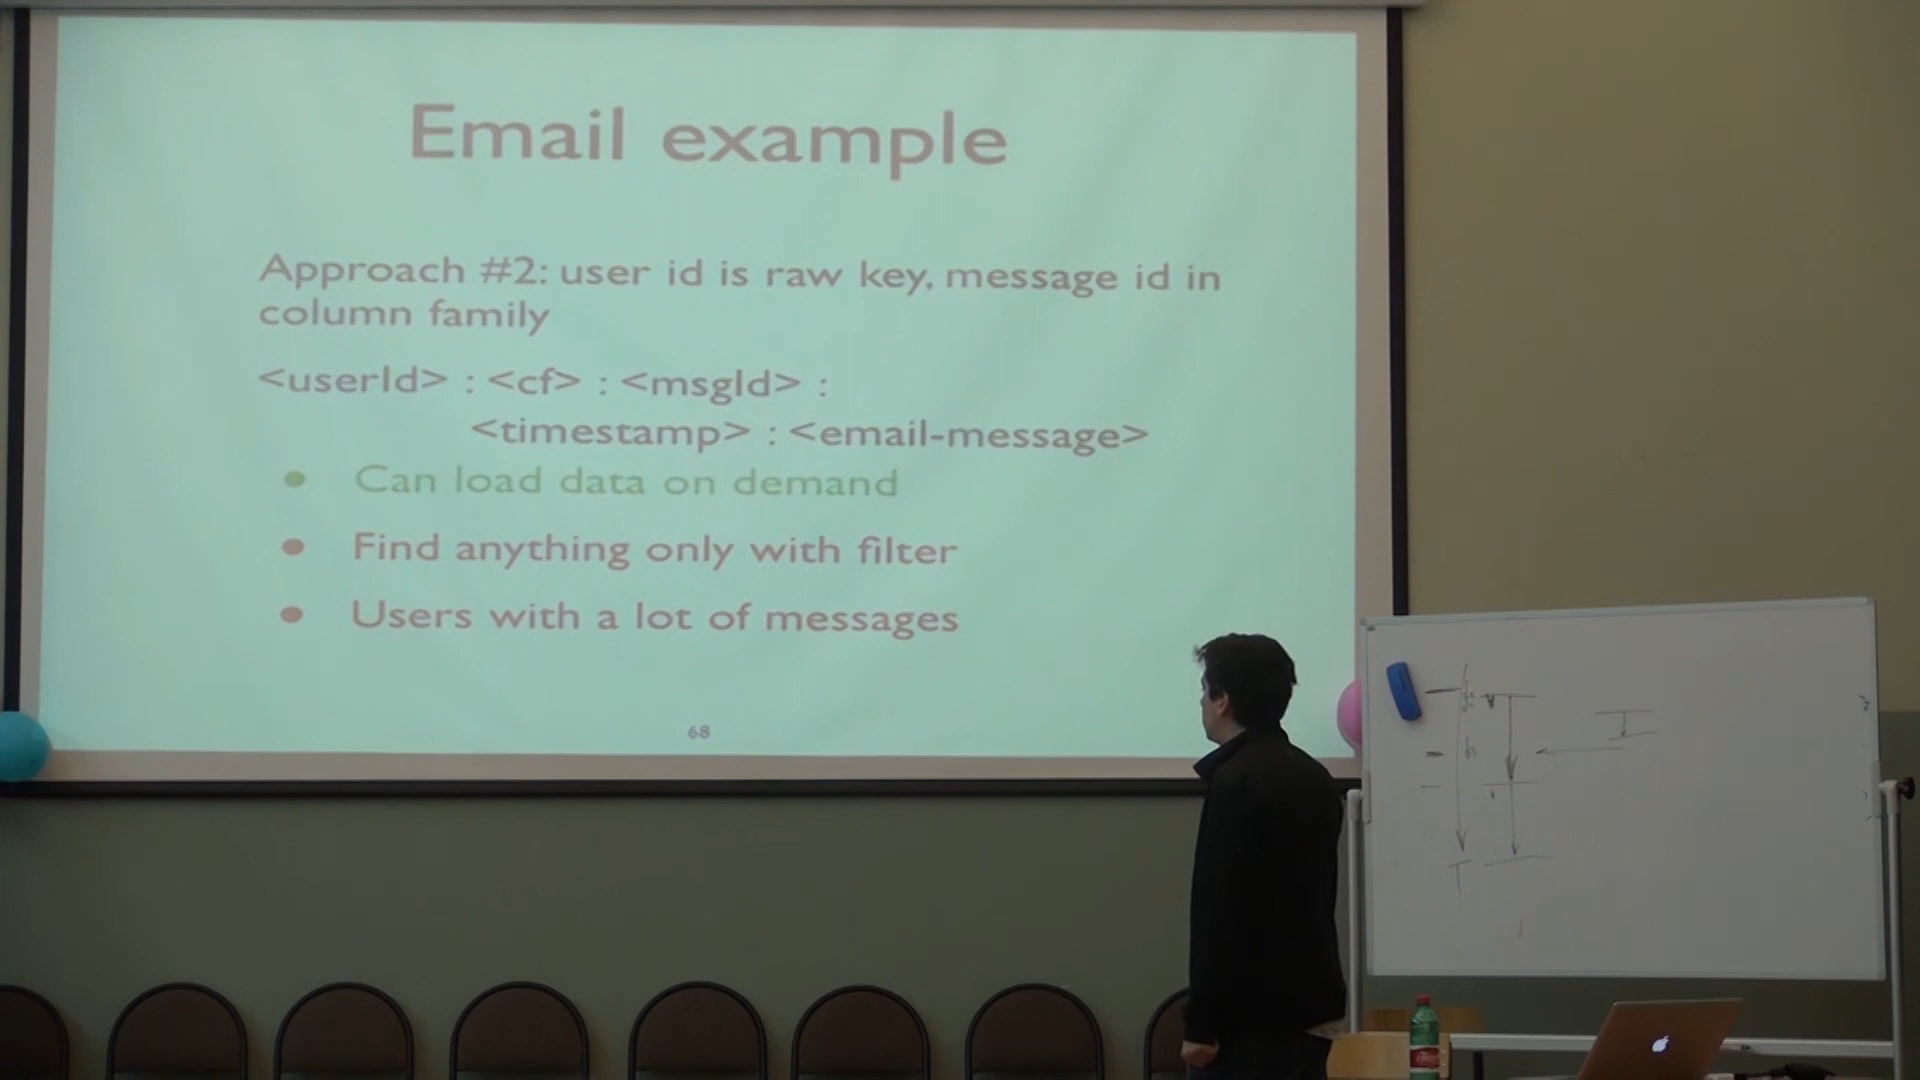 Email example
Approach #2: user id is raw key, message id in
column family
<userId> : <cf> : <msgId> :
<timestamp> : <email-message>
• Can load data on demand
• Find anything only with filter
• Users with a lot of messages
68